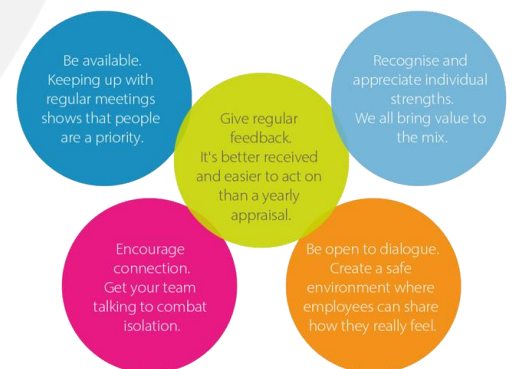 Be available.
Keeping up with
regular meetings
shows that people
are a priority.
Recognise and
appreciate individual
strengths.
We all bring value to
the mix.
Give regular
feedback.
It's better received
and easier to act on
than a yearly
appraisal.
Encourage
connection.
Get your team
talking to combat
isolation.
Be open to dialogue.
Create a safe
environment where
employees can share
how they really feel.